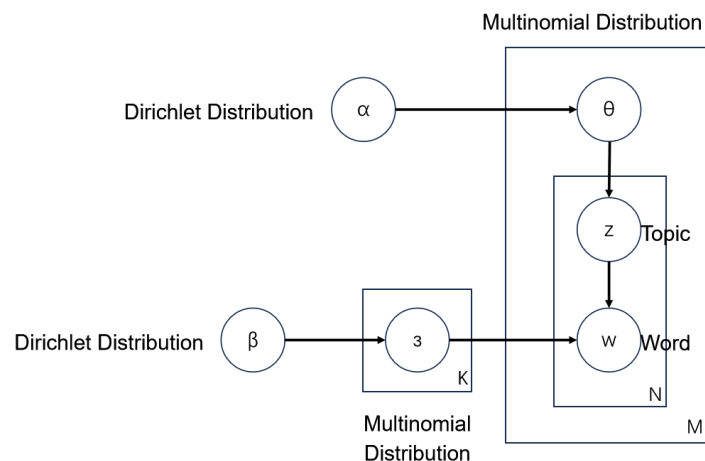 Multinomial Distribution
Dirichlet Distribution
α
θ
z
Topic
Dirichlet Distribution
β
з
K
w
Word
N
M
Multinomial
Distribution